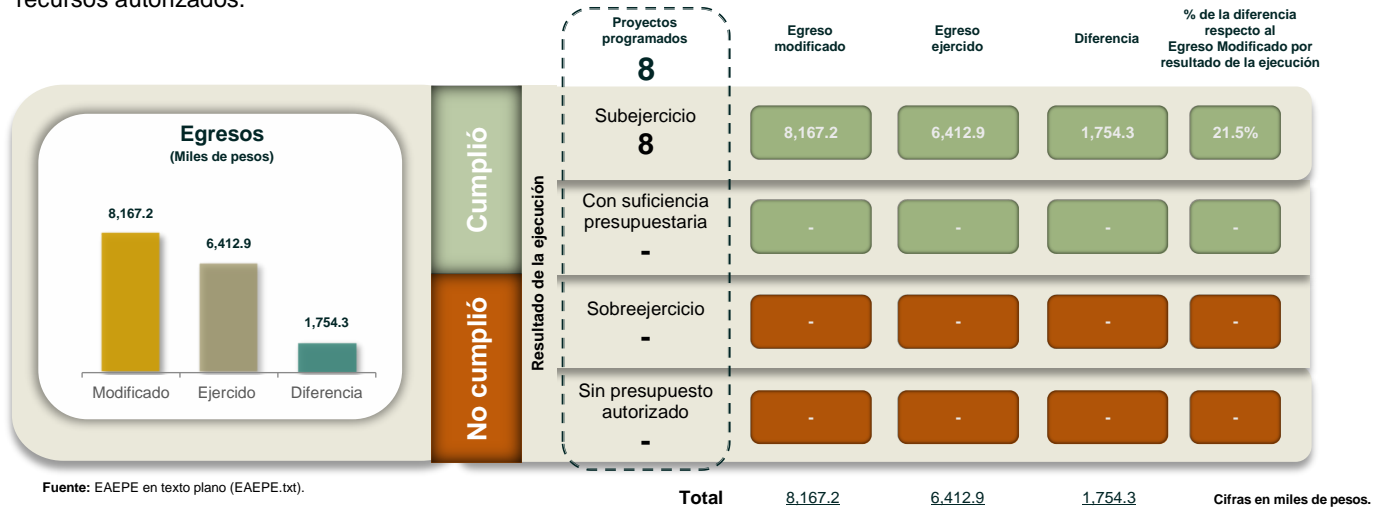 recursos autorizados.
Proyectos
programados
8
Egreso
modificado
Egreso
ejercido
Diferencia
% de la diferencia
respecto al
Egreso Modificado por
resultado de la ejecución
Egresos
(Miles de pesos)
8,167.2
6,412.9
1,754.3
Modificado
Ejercido
Diferencia
Cumplió
No cumplió
Resultado de la ejecución
Subejercicio
8
8,167.2
6,412.9
1,754.3
21.5%
Con suficiencia
presupuestaria
-
-
-
-
-
Sobreejercicio
-
-
-
-
-
Sin presupuesto
autorizado
-
-
-
-
-
Fuente: EAEPE en texto plano (EAEPE.txt).
Total
8,167.2
6,412.9
1,754.3
Cifras en miles de pesos.